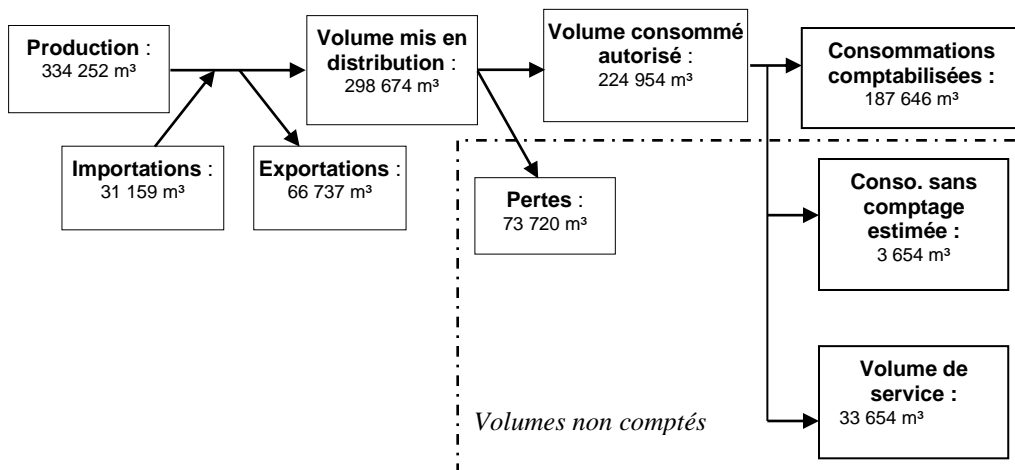 Production :
334 252 m³
Volume mis en
distribution :
298 674 m³
Volume consommé
autorisé :
224 954 m³
Consommations
comptabilisées :
187 646 m³
Importations :
31 159 m³
Exportations :
66 737 m³
Pertes :
73 720 m³
Conso. sans
comptage
estimée :
3 654 m³
Volume de
service :
33 654 m³
Volumes non comptés